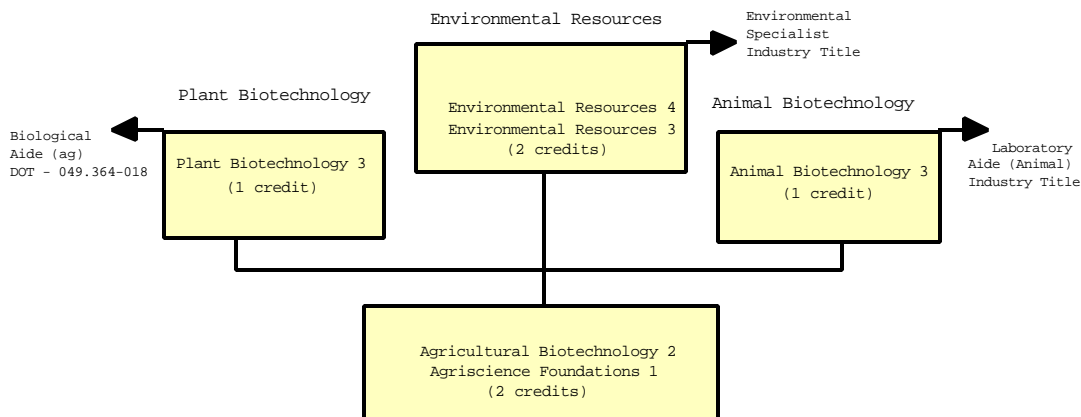 Environmental Resources
Environmental
Specialist
Industry Title
Plant Biotechnology
Environmental Resources 4
Environmental Resources 3
(2 credits)
Animal Biotechnology
Biological
Aide (ag)
DOT - 049.364-018
Plant Biotechnology 3
(1 credit)
Animal Biotechnology 3
(1 credit)
Laboratory
Aide (Animal)
Industry Title
Agricultural Biotechnology 2
Agriscience Foundations 1
(2 credits)